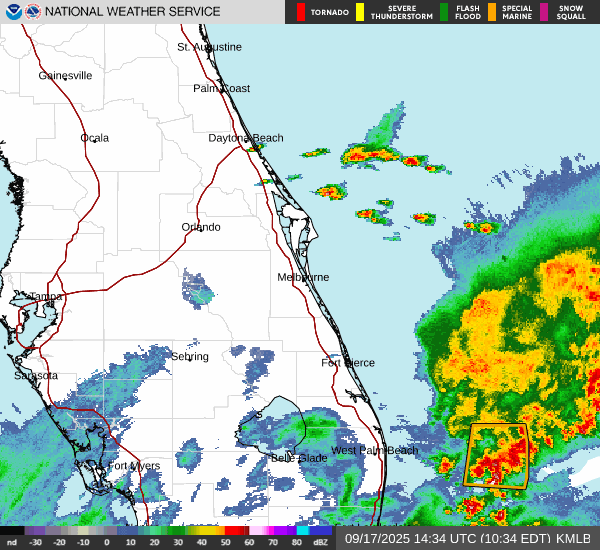 NATIONAL WEATHER SERVICE
TORNADO
SEVERE THUNDERSTORM
FLASH FLOOD
SPECIAL MARINE
SNOW SQUALL
St. Augustine
Gainesville
Palm Coast
Ocala
Daytona Beach
Orlando
Melbourne
Tampa
Sebring
Fort Pierce
Sarasota
West Palm Beach
Belle Glade
Fort Myers
nd -30 -20 -10 0 10 20 30 40 50 60 70 80 dBZ
09/17/2025 14:34 UTC (10:34 EDT) KMLB